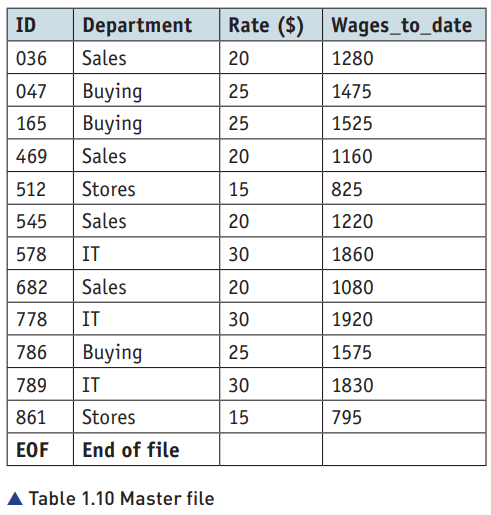 ID Department Rate ($) Wages_to_date
036 Sales 20 1280
047 Buying 25 1475
165 Buying 25 1525
469 Sales 20 1160
512 Stores 15 825
545 Sales 20 1220
578 IT 30 1860
682 Sales 20 1080
778 IT 30 1920
786 Buying 25 1575
789 IT 30 1830
861 Stores 15 795
EOF End of file
▲ Table 1.10 Master file